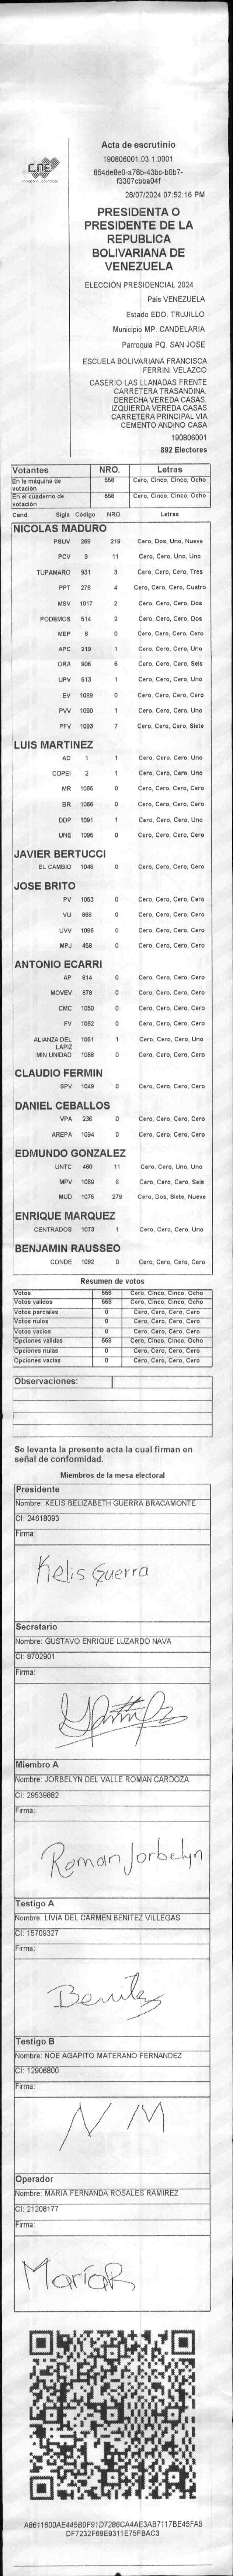 CNE
Acta de escrutinio
190806001.03.1.0001
854de8e0-a78b-43bc-b0b7-
f3307cbba04f
28/07/2024 07:52:16 PM
PRESIDENTA O
PRESIDENTE DE LA
REPUBLICA
BOLIVARIANA DE
VENEZUELA
ELECCIÓN PRESIDENCIAL 2024
Pais VENEZUELA
Estado EDO. TRUJILLO
Municipio MP. CANDELARIA
Parroquia PQ. SAN JOSE
ESCUELA BOLIVARIANA FRANCISCA
FERRINI VELAZCO
CASERIO LAS LLANADAS FRENTE
CARRETERA TRASANDINA.
DERECHA VEREDA CASAS.
IZQUIERDA VEREDA CASAS
CARRETERA PRINCIPAL VIA
CEMENTO ANDINO CASA
190806001
892 Electores
Votantes NRO. Letras
En la máquina de votación 558 Cero, Cinco, Cinco, Ocho
En el cuaderno de votación 558 Cero, Cinco, Cinco, Ocho
Cand. Sigla Código NRO. Letras
NICOLAS MADURO
PSUV 269 219 Cero, Dos, Uno, Nueve
PCV 9 11 Cero, Cero, Uno, Uno
TUPAMARO 931 3 Cero, Cero, Cero, Tres
PPT 276 4 Cero, Cero, Cero, Cuatro
MSV 1017 2 Cero, Cero, Cero, Dos
PODEMOS 514 2 Cero, Cero, Cero, Dos
MEP 6 0 Cero, Cero, Cero, Cero
APC 219 1 Cero, Cero, Cero, Uno
ORA 906 6 Cero, Cero, Cero, Seis
UPV 513 1 Cero, Cero, Cero, Uno
EV 1089 0 Cero, Cero, Cero, Cero
PVV 1090 1 Cero, Cero, Cero, Uno
PFV 1093 7 Cero, Cero, Cero, Siete
LUIS MARTINEZ
AD 1 1 Cero, Cero, Cero, Uno
COPEI 2 1 Cero, Cero, Cero, Uno
MR 1065 0 Cero, Cero, Cero, Cero
BR 1066 0 Cero, Cero, Cero, Cero
DDP 1091 1 Cero, Cero, Cero, Uno
UNE 1095 0 Cero, Cero, Cero, Cero
JAVIER BERTUCCI
EL CAMBIO 1048 0 Cero, Cero, Cero, Cero
JOSE BRITO
PV 1053 0 Cero, Cero, Cero, Cero
VU 868 0 Cero, Cero, Cero, Cero
UVV 1096 0 Cero, Cero, Cero, Cero
MPJ 458 0 Cero, Cero, Cero, Cero
ANTONIO ECARRI
AP 814 0 Cero, Cero, Cero, Cero
MOVEV 878 0 Cero, Cero, Cero, Cero
CMC 1050 0 Cero, Cero, Cero, Cero
FV 1062 0 Cero, Cero, Cero, Cero
ALIANZA DEL LAPIZ 1051 1 Cero, Cero, Cero, Uno
MIN UNIDAD 1068 0 Cero, Cero, Cero, Cero
CLAUDIO FERMIN
SPV 1049 0 Cero, Cero, Cero, Cero
DANIEL CEBALLOS
VPA 236 0 Cero, Cero, Cero, Cero
AREPA 1094 0 Cero, Cero, Cero, Cero
EDMUNDO GONZALEZ
UNTC 460 11 Cero, Cero, Uno, Uno
MPV 1069 6 Cero, Cero, Cero, Seis
MUD 1075 279 Cero, Dos, Siete, Nueve
ENRIQUE MARQUEZ
CENTRADOS 1073 1 Cero, Cero, Cero, Uno
BENJAMIN RAUSSEO
CONDE 1092 0 Cero, Cero, Cero, Cero
Resumen de votos
Votos 558 Cero, Cinco, Cinco, Ocho
Votos validos 558 Cero, Cinco, Cinco, Ocho
Votos parciales 0 Cero, Cero, Cero, Cero
Votos nulos 0 Cero, Cero, Cero, Cero
Votos vacios 0 Cero, Cero, Cero, Cero
Opciones validas 558 Cero, Cinco, Cinco, Ocho
Opciones nulas 0 Cero, Cero, Cero, Cero
Opciones vacias 0 Cero, Cero, Cero, Cero
Observaciones:
Se levanta la presente acta la cual firman en
señal de conformidad.
Miembros de la mesa electoral
Presidente
Nombre: KELIS BELIZABETH GUERRA BRACAMONTE
CI: 24618093
Firma:
Kelis Guerra
Secretario
Nombre: GUSTAVO ENRIQUE LUZARDO NAVA
CI: 8702901
Firma:
Miembro A
Nombre: JORBELYN DEL VALLE ROMAN CARDOZA
CI: 29539882
Firma:
Roman Jorbelyn
Testigo A
Nombre: LIVIA DEL CARMEN BENITEZ VILLEGAS
CI: 15709327
Firma:
Benitez
Testigo B
Nombre: NOE AGAPITO MATERANO FERNANDEZ
CI: 12906800
Firma:
N M
Operador
Nombre: MARIA FERNANDA ROSALES RAMIREZ
CI: 21206177
Firma:
MaríaR
A8611600AE445B0F91D7286CA4AE3AB7117BE45FA5
DF7232F69E9311E75FBAC3